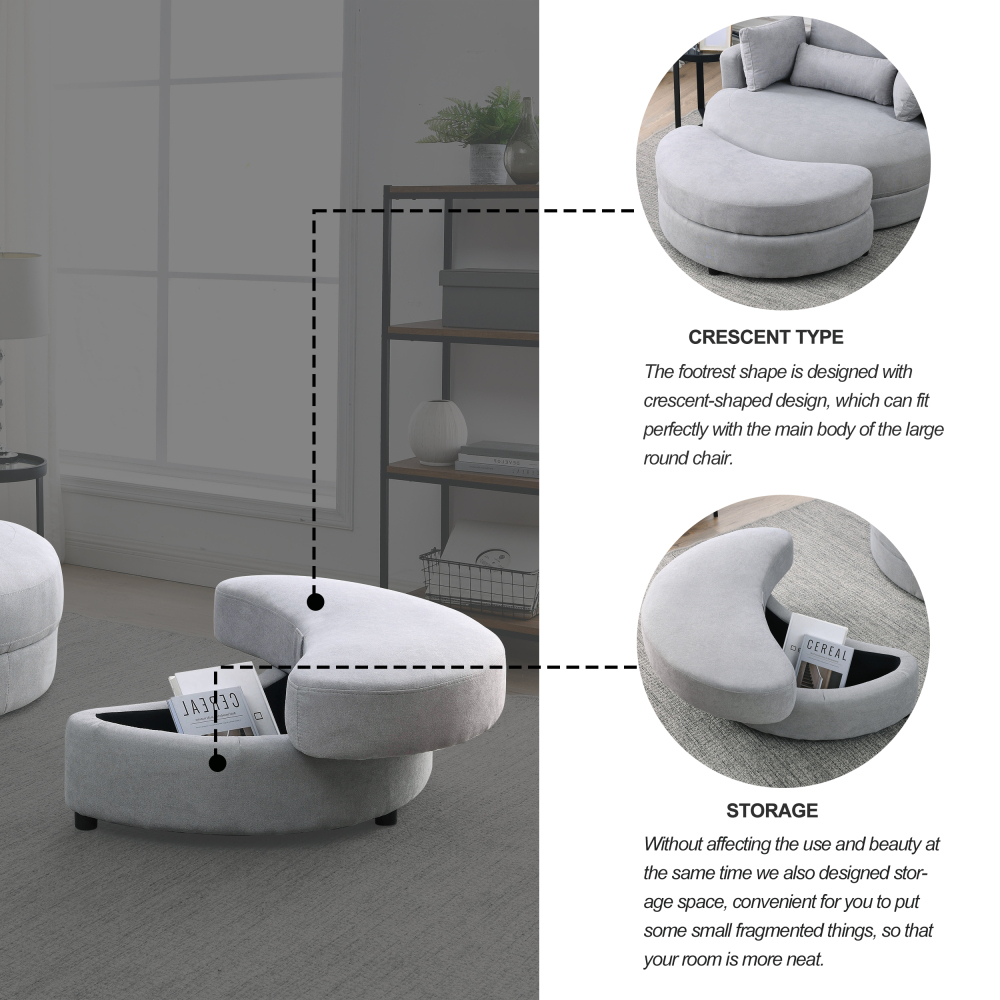 CRESCENT TYPE
The footrest shape is designed with
crescent-shaped design, which can fit
perfectly with the main body of the large
round chair.
CEREAL
CEREAL
STORAGE
Without affecting the use and beauty at
the same time we also designed stor-
age space, convenient for you to put
some small fragmented things, so that
your room is more neat.